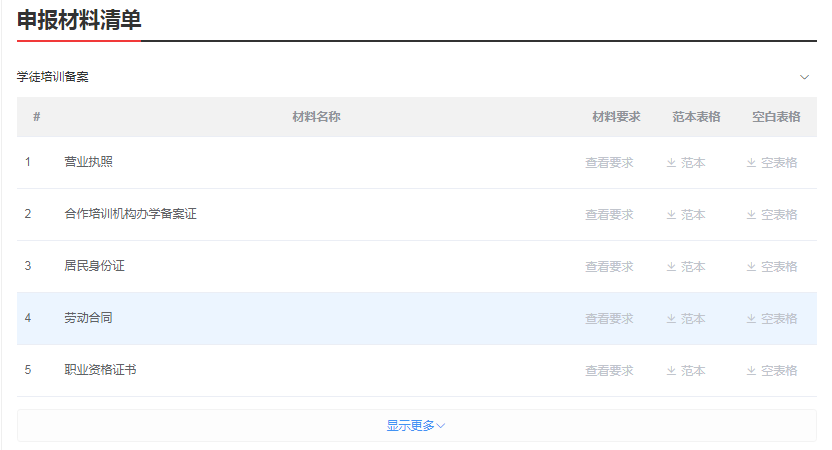 申报材料清单
学徒培训备案
# 材料名称 材料要求 范本表格 空白表格
1 营业执照 查看要求 范本 空表格
2 合作培训机构办学备案证 查看要求 范本 空表格
3 居民身份证 查看要求 范本 空表格
4 劳动合同 查看要求 范本 空表格
5 职业资格证书 查看要求 范本 空表格
显示更多